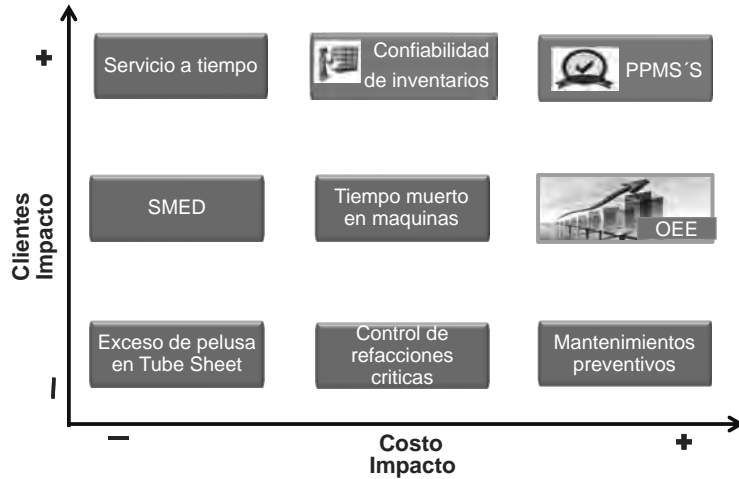 +
Servicio a tiempo
Confiabilidad
de inventarios
PPMS´S
Clientes
Impacto
SMED
Tiempo muerto
en maquinas
OEE
Exceso de pelusa
en Tube Sheet
Control de
refacciones
criticas
Mantenimientos
preventivos
–
–
Costo
Impacto
+